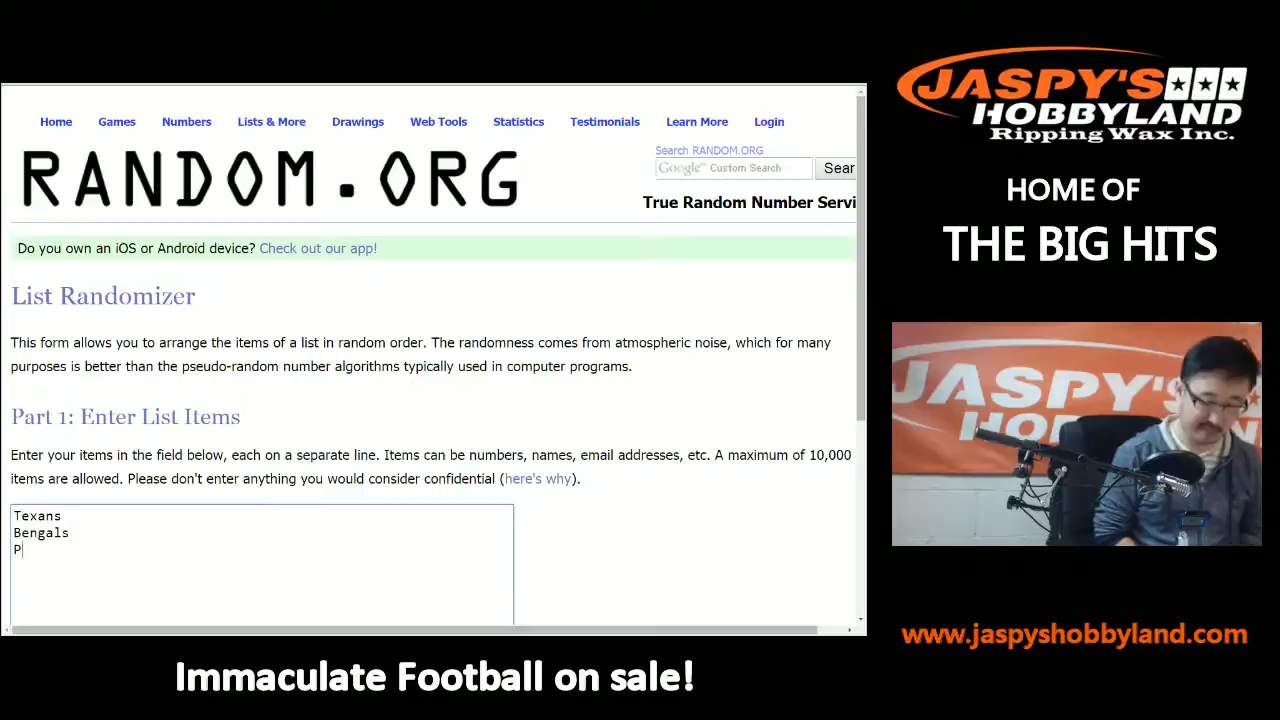 Home Games Numbers Lists & More Drawings Web Tools Statistics Testimonials Learn More Login
RANDOM.ORG
Search RANDOM.ORG
Google™ Custom Search Sear
True Random Number Servi
Do you own an iOS or Android device? Check out our app!
List Randomizer
This form allows you to arrange the items of a list in random order. The randomness comes from atmospheric noise, which for many
purposes is better than the pseudo-random number algorithms typically used in computer programs.
Part 1: Enter List Items
Enter your items in the field below, each on a separate line. Items can be numbers, names, email addresses, etc. A maximum of 10,000
items are allowed. Please don't enter anything you would consider confidential (here's why).
Texans
Bengals
P
Immaculate Football on sale!
JASPY'S
HOBBYLAND
Ripping Wax Inc.
HOME OF
THE BIG HITS
JASPY'S
HO
www.jaspyshobbyland.com